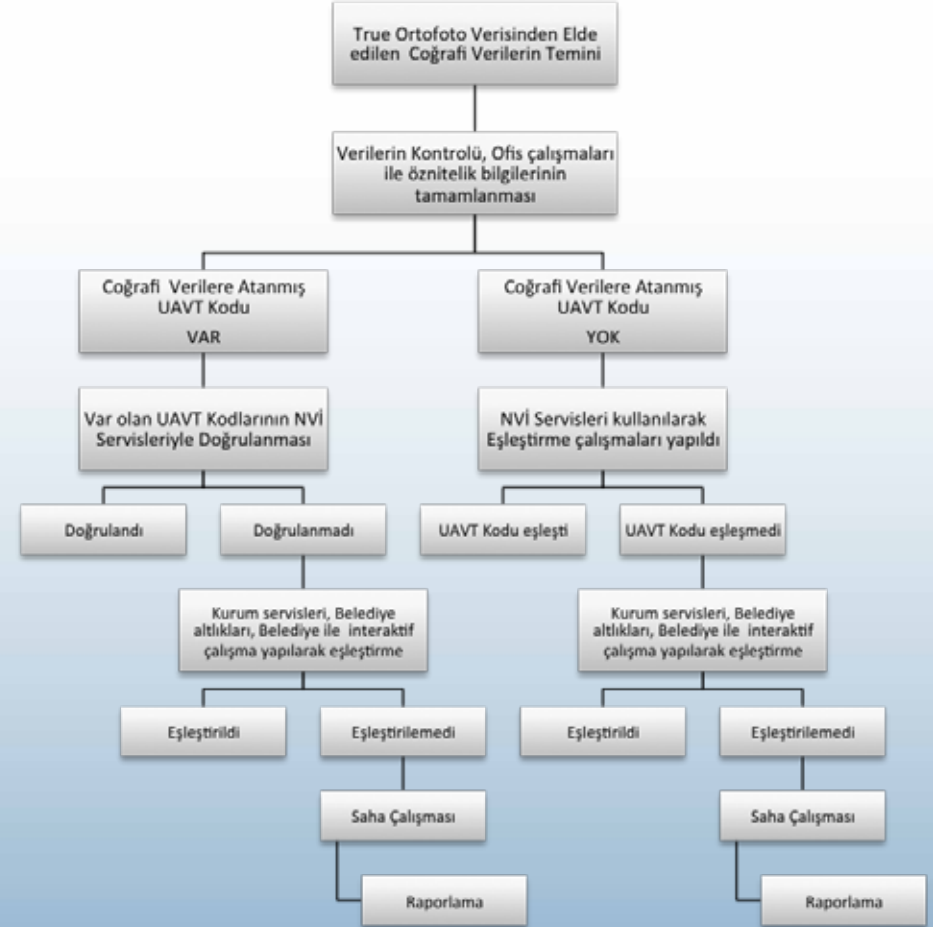 True Ortofoto Verisinden Elde
edilen Coğrafi Verilerin Temini
Verilerin Kontrolü, Ofis çalışmaları
ile öznitelik bilgilerinin
tamamlanması
Coğrafi Verilere Atanmış
UAVT Kodu
VAR
Coğrafi Verilere Atanmış
UAVT Kodu
YOK
Var olan UAVT Kodlarının NVİ
Servisleriyle Doğrulanması
NVİ Servisleri kullanılarak
Eşleştirme çalışmaları yapıldı
Doğrulandı
Doğrulanmadı
UAVT Kodu eşleşti
UAVT Kodu eşleşmedi
Kurum servisleri, Belediye
altlıkları, Belediye ile interaktif
çalışma yapılarak eşleştirme
Kurum servisleri, Belediye
altlıkları, Belediye ile interaktif
çalışma yapılarak eşleştirme
Eşleştirildi
Eşleştirilemedi
Eşleştirildi
Eşleştirilemedi
Saha Çalışması
Saha Çalışması
Raporlama
Raporlama